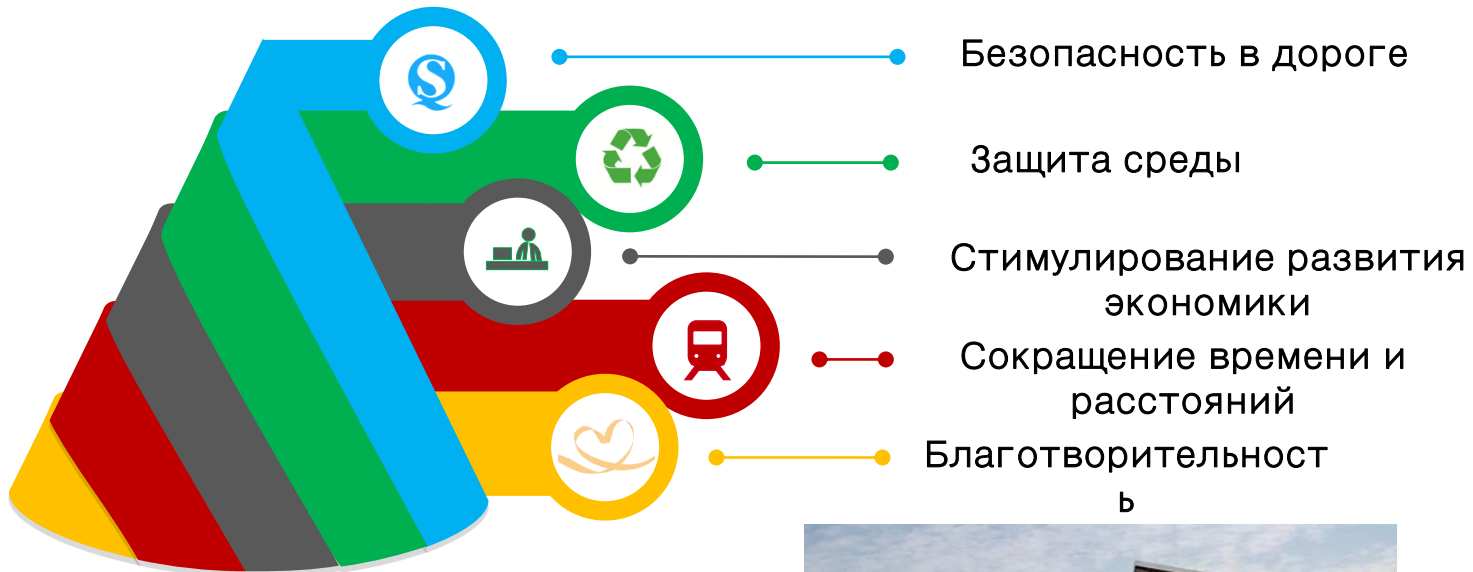 Безопасность в дороге
Защита среды
Стимулирование развития
экономики
Сокращение времени и
расстояний
Благотворительност
ь